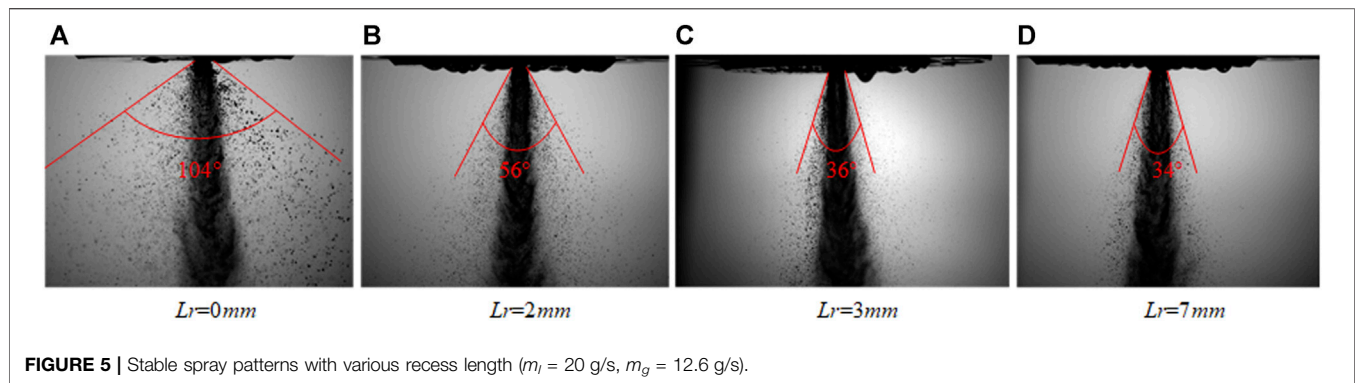 A B C D
104° 56° 36° 34°
Lr=0mm Lr=2mm Lr=3mm Lr=7mm
FIGURE 5 | Stable spray patterns with various recess length (ml = 20 g/s, mg = 12.6 g/s).